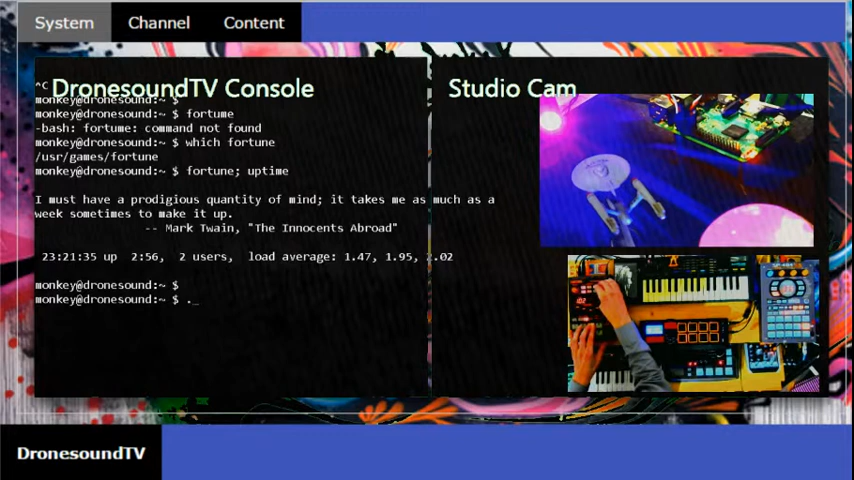 System Channel Content
DronesoundTV Console
Studio Cam
^C
monkey@dronesound:~ $
monkey@dronesound:~ $ fortume
-bash: fortume: command not found
monkey@dronesound:~ $ which fortune
/usr/games/fortune
monkey@dronesound:~ $ fortune; uptime
I must have a prodigious quantity of mind; it takes me as much as a
week sometimes to make it up.
-- Mark Twain, "The Innocents Abroad"
23:21:35 up 2:56, 2 users, load average: 1.47, 1.95, .02
monkey@dronesound:~ $
monkey@dronesound:~ $ ._
DronesoundTV